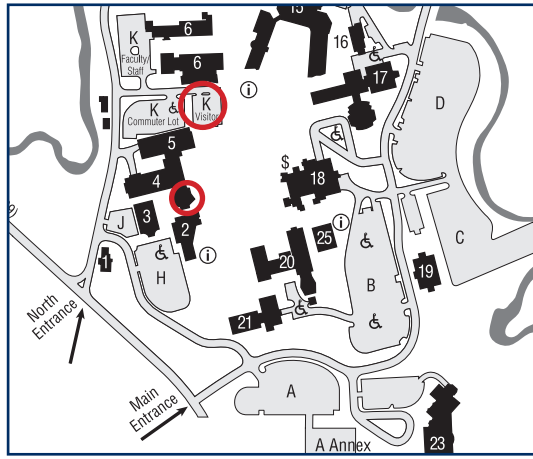 15
6
16
K
Faculty/
Staff
6
17
i
K
Commuter Lot
K
Visitor
D
5
$
18
4
3
J
2
i
25
i
1
H
20
C
19
B
21
North
Entrance
Main
Entrance
A
A Annex
23